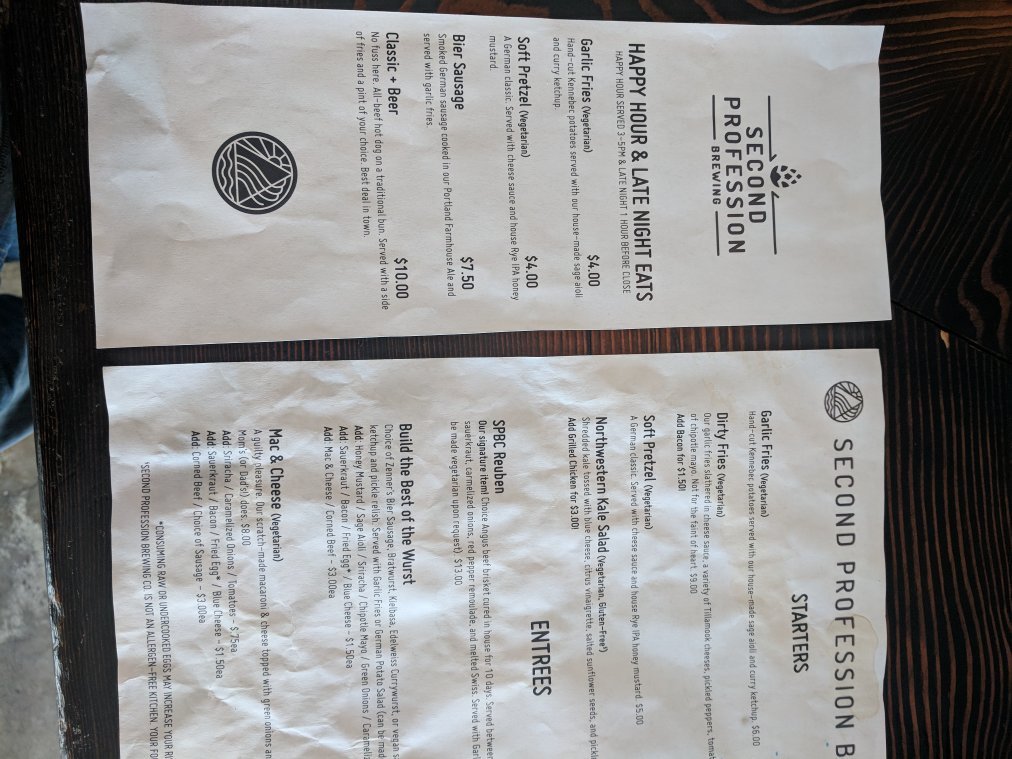 SECOND
PROFESSION
BREWING
HAPPY HOUR & LATE NIGHT EATS
HAPPY HOUR SERVED 3-5PM & LATE NIGHT 1 HOUR BEFORE CLOSE
Garlic Fries (Vegetarian) $4.00
Hand-cut Kennebec potatoes served with our house-made sage aioli
and curry ketchup.
Soft Pretzel (Vegetarian) $4.00
A German classic. Served with cheese sauce and house Rye IPA honey
mustard.
Bier Sausage $7.50
Smoked German sausage cooked in our Portland Farmhouse Ale and
served with garlic fries.
Classic + Beer $10.00
No fuss here. All-beef hot dog on a traditional bun. Served with a side
of fries and a pint of your choice. Best deal in town.
SECOND PROFESSION B
STARTERS
Garlic Fries (Vegetarian)
Hand-cut Kennebec potatoes served with our house-made sage aioli and curry ketchup. $6.00
Dirty Fries (Vegetarian)
Our garlic fries slathered in cheese sauce, a variety of Tillamook cheeses, pickled peppers,
of chipotle mayo. Not for the faint of heart. $9.00
Add Bacon for $1.50!
Soft Pretzel (Vegetarian)
A German classic. Served with cheese sauce and house Rye IPA honey mustard. $5.00
Northwestern Kale Salad (Vegetarian, Gluten-Free¹)
Shredded kale tossed with blue cheese, citrus vinaigrette, salted sunflower seeds, and
Add Grilled Chicken for $3.00!
ENTREES
SPBC Reuben
Our signature item! Choice Angus beef brisket cured in house for 10 days. Served between
sauerkraut, carmelized onions, red pepper remoulade, and melted Swiss. Served with
be made vegetarian upon request) $13.00
Build the Best of the Wurst
Choice of Zenner's Bier Sausage, Bratwurst, Kielbasa, Edelweiss Currywurst, or vegan
ketchup and pickle relish. Served with Garlic Fries or German Potato Salad (can be
Add: Honey Mustard / Sage Aioli / Sriracha / Chipotle Mayo / Green Onions /
Add: Sauerkraut / Bacon / Fried Egg* / Blue Cheese - $1.50ea
Add: Mac & Cheese / Corned Beef - $3.00ea
Mac & Cheese (Vegetarian)
A guilty pleasure. Our scratch-made macaroni & cheese topped with green onions
Mom's (or Dad's!) does. $8.00
Add: Sriracha / Caramelized Onions / Tomatoes - $.75ea
Add: Sauerkraut / Bacon / Fried Egg* / Blue Cheese - $1.50ea
Add: Corned Beef / Choice of Sausage - $3.00ea
*CONSUMING RAW OR UNDERCOOKED EGGS MAY INCREASE YOUR
¹SECOND PROFESSION BREWING CO. IS NOT AN ALLERGEN-FREE KITCHEN. YOUR